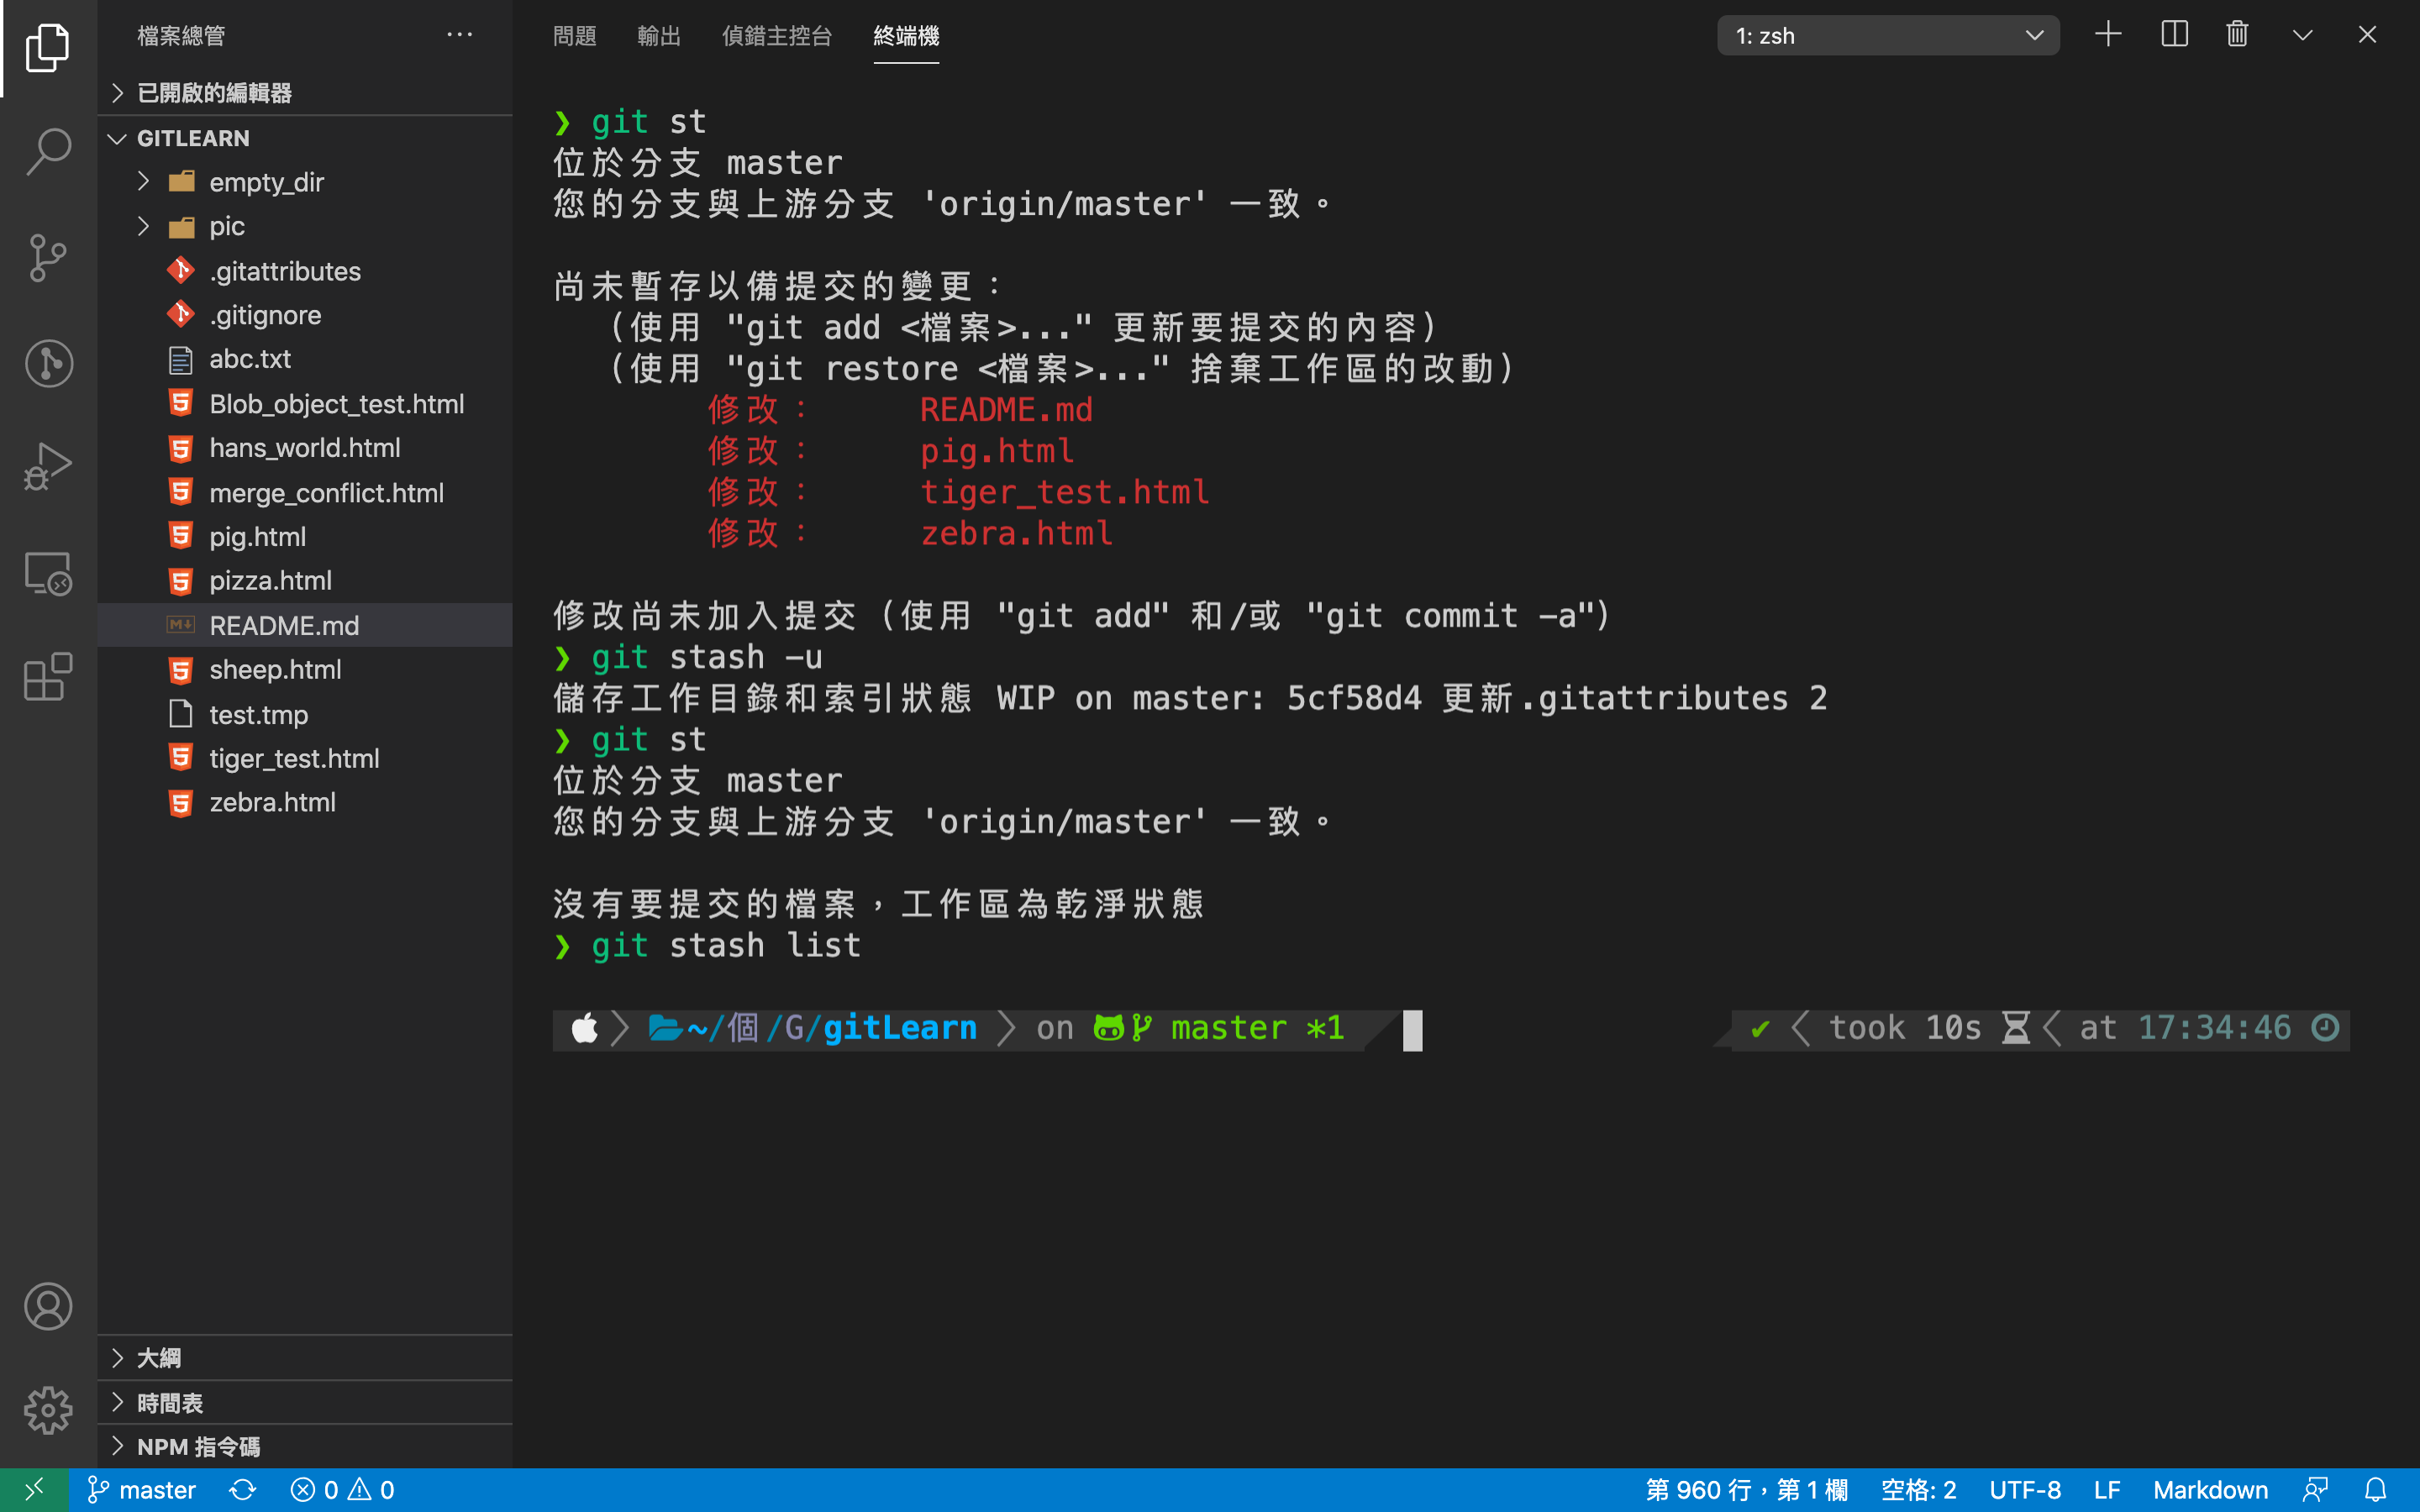 檔案總管
已開啟的編輯器
GITLEARN
empty_dir
pic
.gitattributes
.gitignore
abc.txt
Blob_object_test.html
hans_world.html
merge_conflict.html
pig.html
pizza.html
README.md
sheep.html
test.tmp
tiger_test.html
zebra.html
大綱
時間表
NPM 指令碼
問題 輸出 偵錯主控台 終端機
1: zsh
❯ git st
位於分支 master
您的分支與上游分支 'origin/master' 一致。
尚未暫存以備提交的變更：
(使用 "git add <檔案>..." 更新要提交的內容)
(使用 "git restore <檔案>..." 捨棄工作區的改動)
修改： README.md
修改： pig.html
修改： tiger_test.html
修改： zebra.html
修改尚未加入提交 (使用 "git add" 和/或 "git commit -a")
❯ git stash -u
儲存工作目錄和索引狀態 WIP on master: 5cf58d4 更新.gitattributes 2
❯ git st
位於分支 master
您的分支與上游分支 'origin/master' 一致。
沒有要提交的檔案，工作區為乾淨狀態
❯ git stash list
~/個/G/gitLearn on master *1 ✔ took 10s at 17:34:46
master 0 0 第 960 行，第 1 欄 空格: 2 UTF-8 LF Markdown